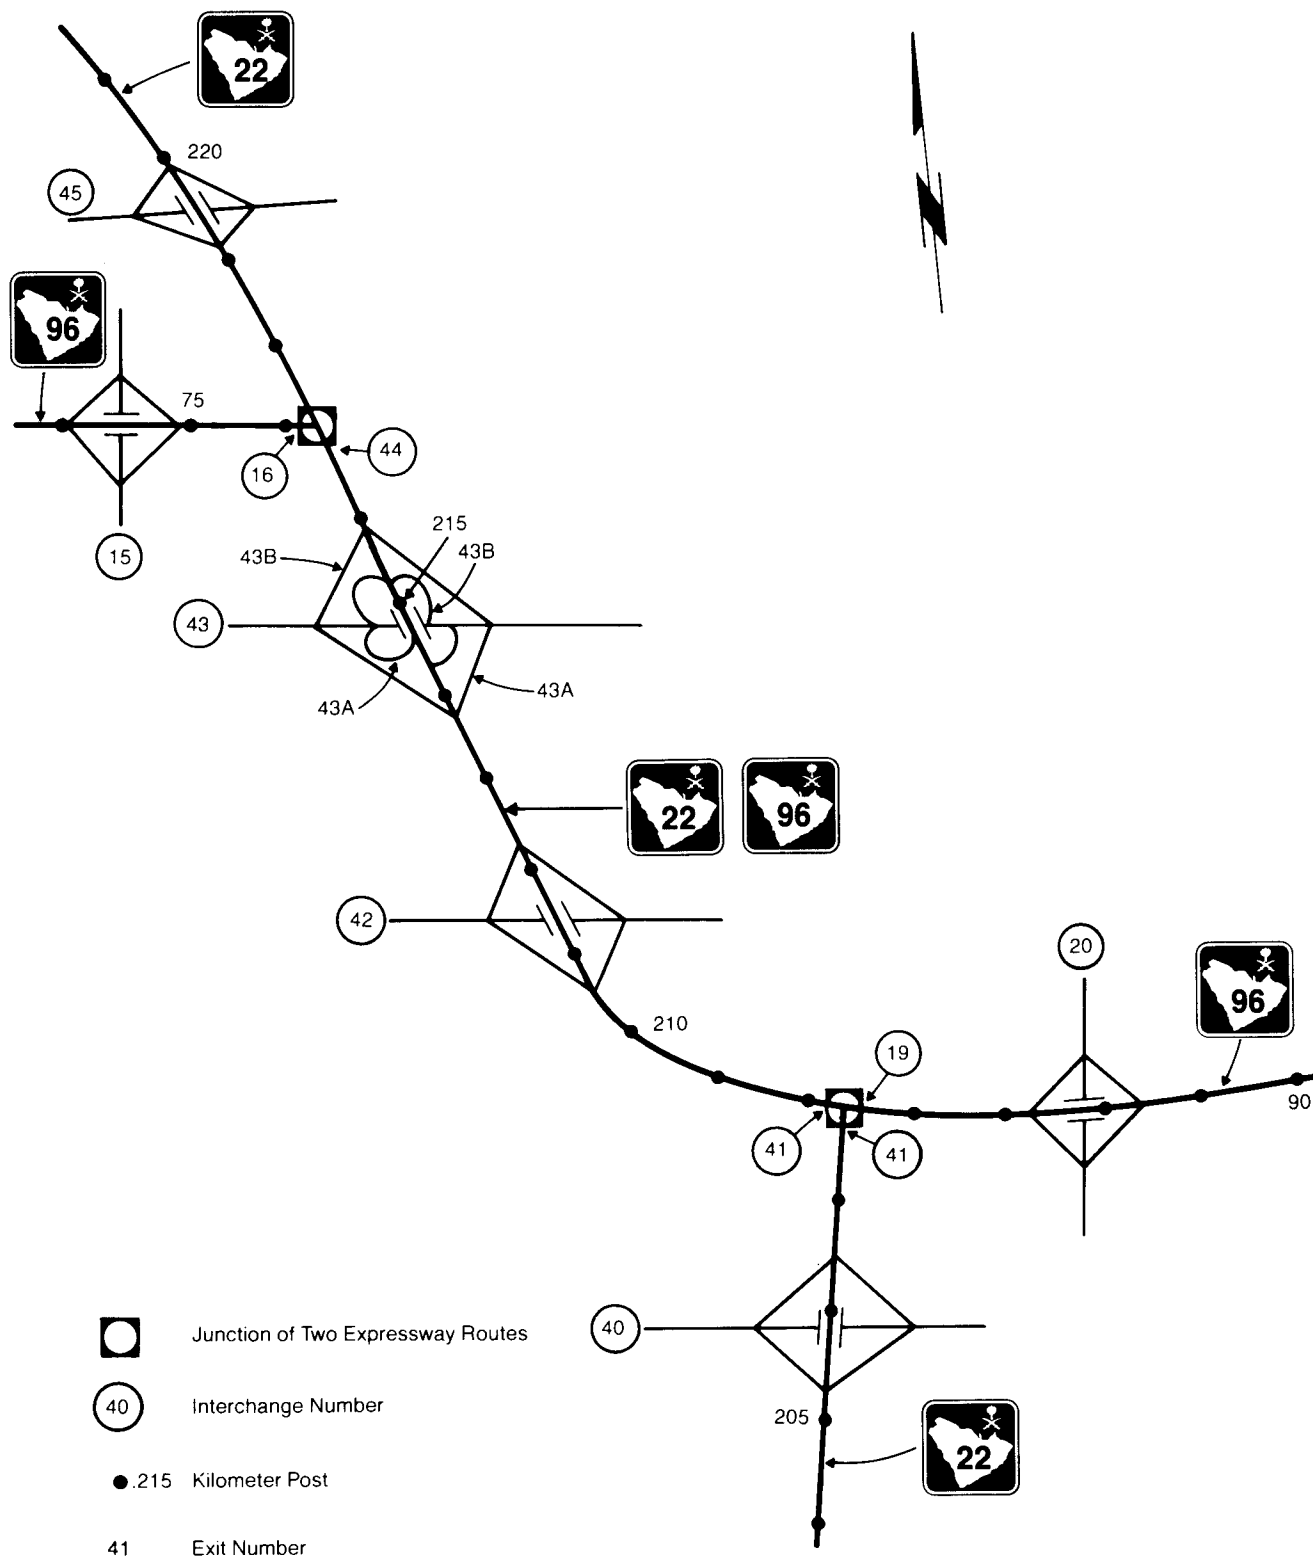 22
220
45
96
75
44
16
215
43B
43B
15
43
43A
43A
22
96
42
20
96
210
19
90
41
41
40
Junction of Two Expressway Routes
40 Interchange Number
205
22
.215 Kilometer Post
41 Exit Number